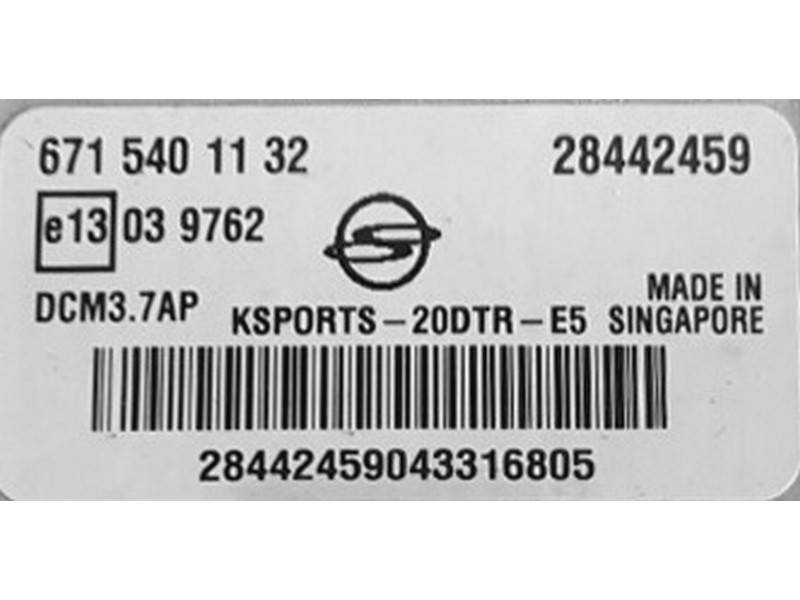 671 540 11 32 28442459
e13 03 9762
MADE IN
DCM3.7AP KSPORTS-20DTR-E5 SINGAPORE
28442459043316805